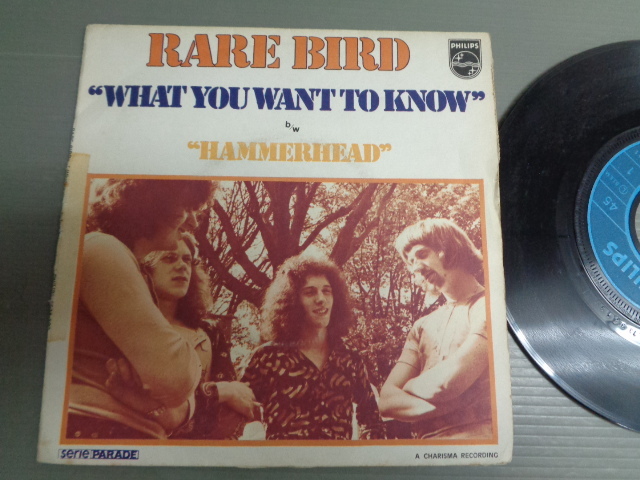 RARE BIRD
PHILIPS
"WHAT YOU WANT TO KNOW"
b/w
"HAMMERHEAD"
serie PARADE
A CHARISMA RECORDING
45